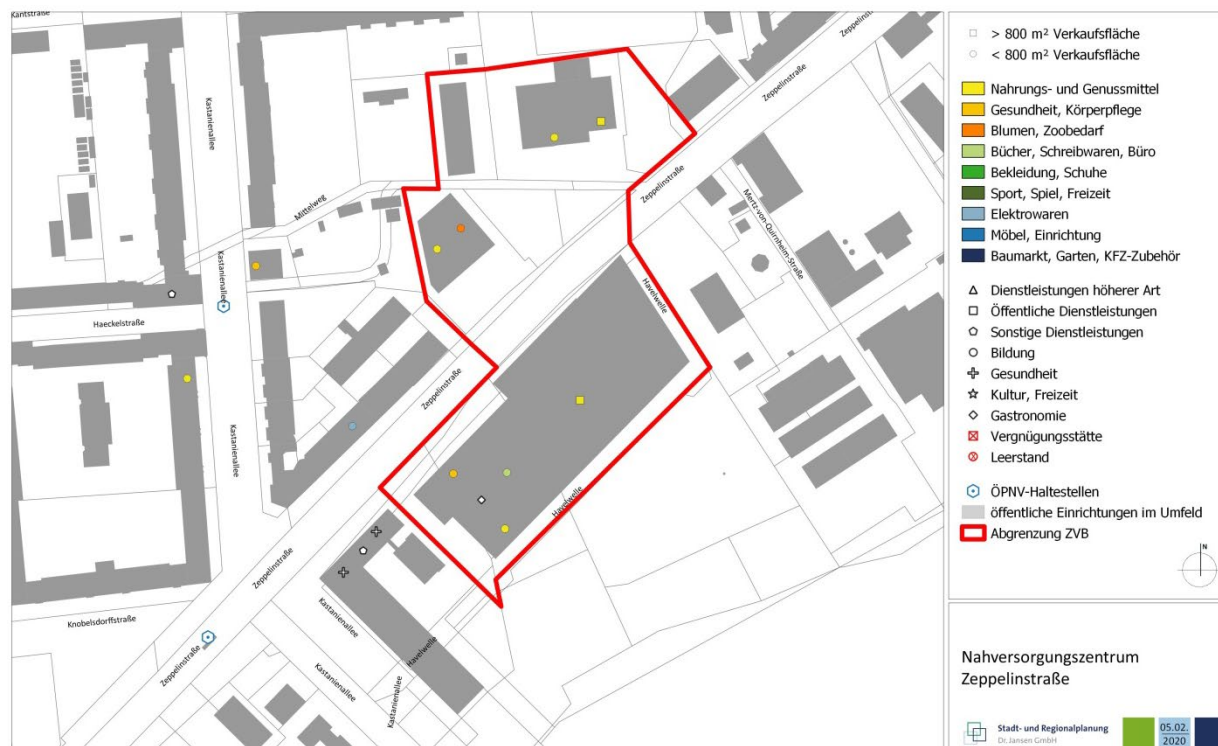 Kantstraße
Kastanienallee
Zeppelinstraße
Zeppelinstraße
Zeppelinstraße
Mertz-von-Quirnheim-Straße
Mittelweg
Kastanienallee
Haeckelstraße
Havelwelle
Zeppelinstraße
Kastanienallee
Havelwelle
Zeppelinstraße
Knobelsdorffstraße
Kastanienallee
Havelwelle
Zeppelinstraße
Kastanienallee
Kastanienallee
> 800 m² Verkaufsfläche
< 800 m² Verkaufsfläche
Nahrungs- und Genussmittel
Gesundheit, Körperpflege
Blumen, Zoobedarf
Bücher, Schreibwaren, Büro
Bekleidung, Schuhe
Sport, Spiel, Freizeit
Elektrowaren
Möbel, Einrichtung
Baumarkt, Garten, KFZ-Zubehör
Dienstleistungen höherer Art
Öffentliche Dienstleistungen
Sonstige Dienstleistungen
Bildung
Gesundheit
Kultur, Freizeit
Gastronomie
Vergnügungsstätte
Leerstand
ÖPNV-Haltestellen
öffentliche Einrichtungen im Umfeld
Abgrenzung ZVB
N
Nahversorgungszentrum
Zeppelinstraße
Stadt- und Regionalplanung
Dr. Jansen GmbH
05.02.
2020